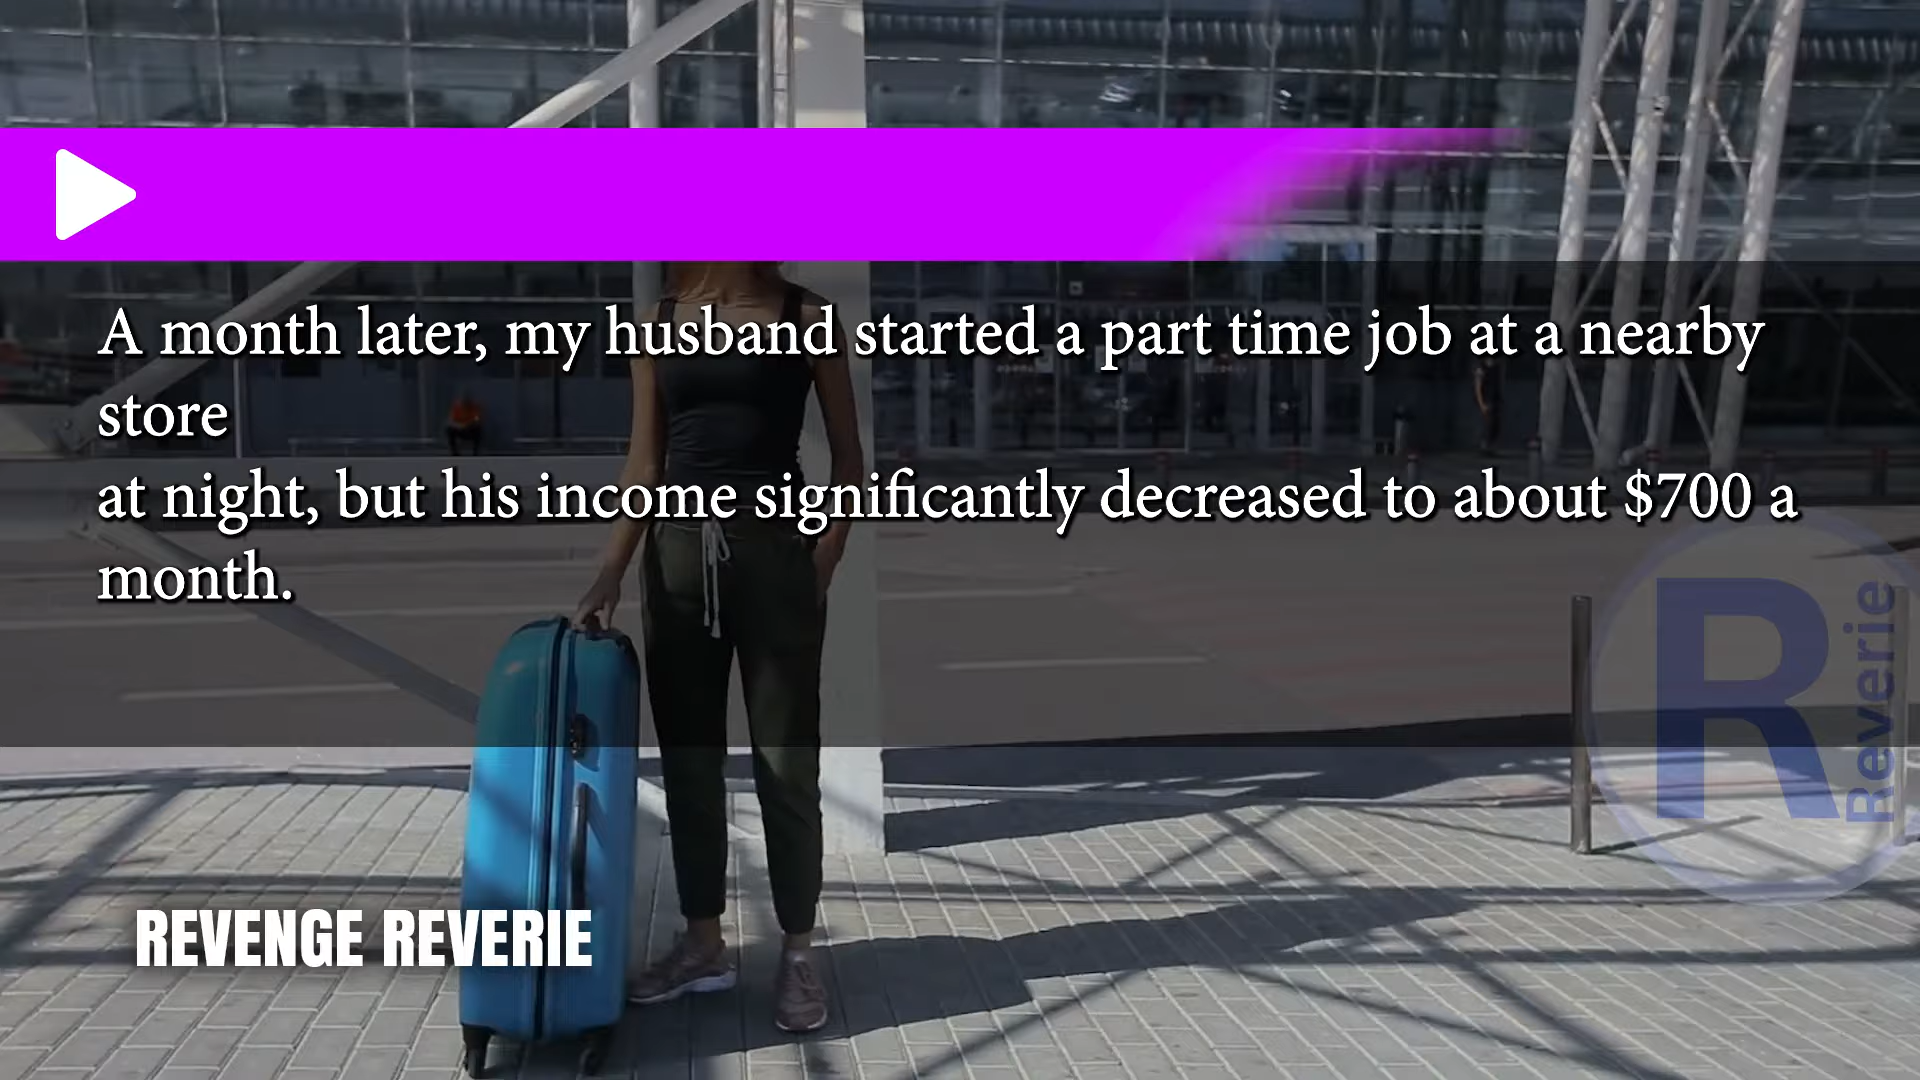 A month later, my husband started a part time job at a nearby
store
at night, but his income significantly decreased to about $700 a
month.
R
Reverie
REVENGE REVERIE